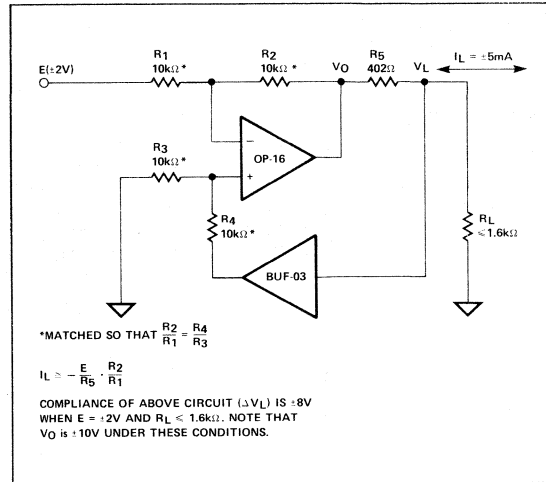 R1
10kΩ*
R2
10kΩ*
VO
R5
402Ω
VL
IL = ±5mA
E(±2V)
−
+
OP-16
R3
10kΩ*
R4
10kΩ*
BUF-03
RL
≤1.6kΩ
*MATCHED SO THAT R2/R1 = R4/R3
IL ≅ − E/R5 · R2/R1
COMPLIANCE OF ABOVE CIRCUIT (△VL) IS ±8V
WHEN E = ±2V AND RL ≤ 1.6kΩ. NOTE THAT
VO is ±10V UNDER THESE CONDITIONS.